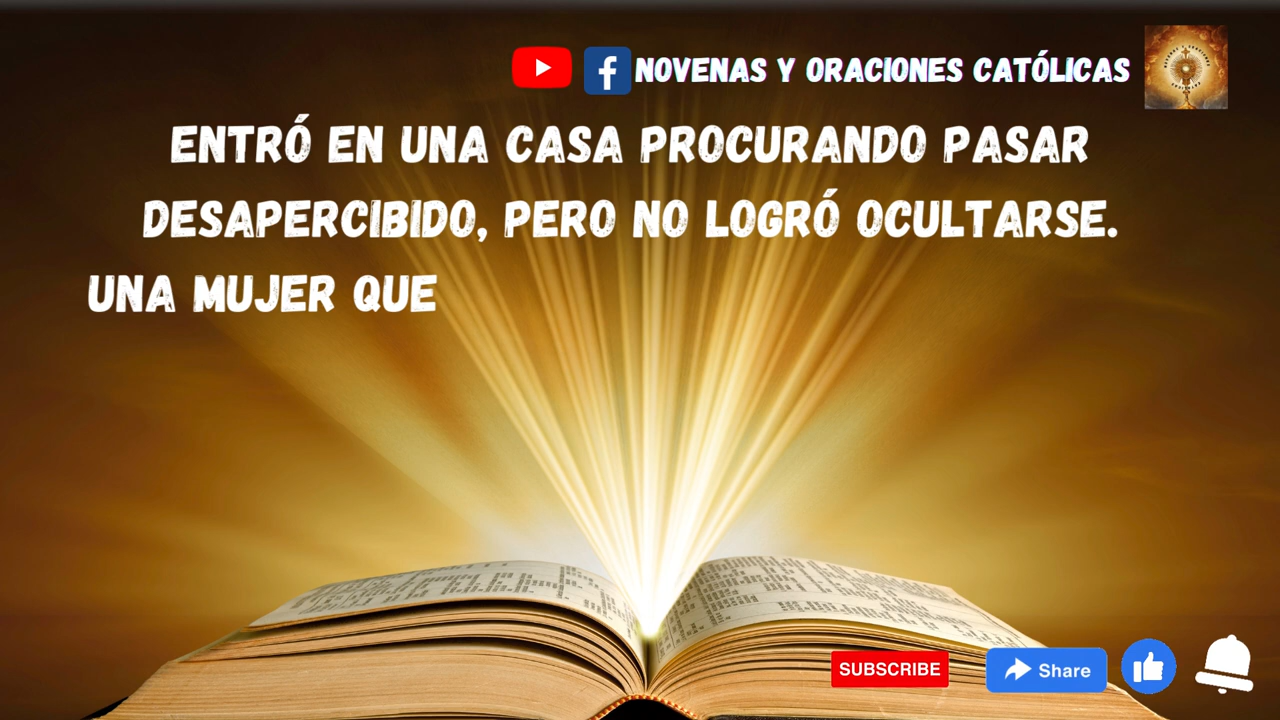 NOVENAS Y ORACIONES CATÓLICAS
ENTRÓ EN UNA CASA PROCURANDO PASAR
DESAPERCIBIDO, PERO NO LOGRÓ OCULTARSE.
UNA MUJER QUE
SUBSCRIBE
Share